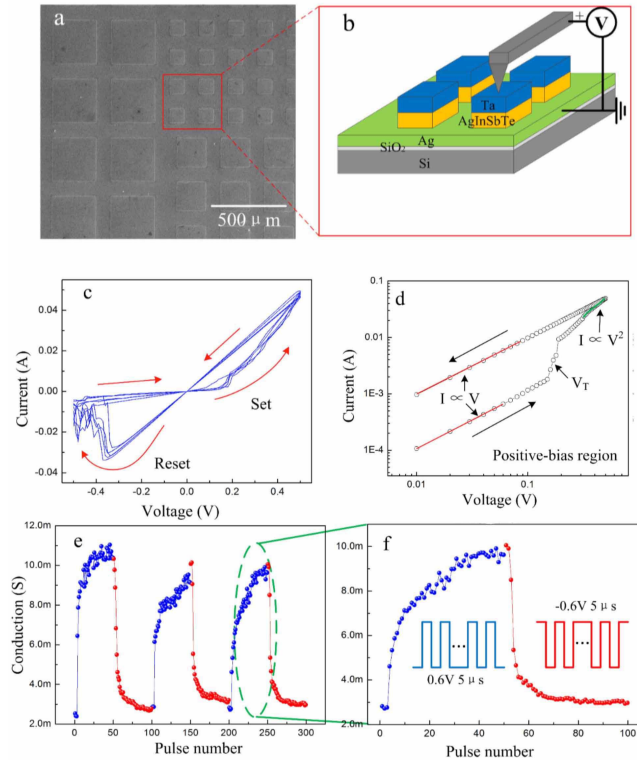 a
500 μm
b
+
V
Ta
AgInSbTe
Ag
SiO₂
Si
c
Current (A)
0.04
0.02
0.00
-0.02
-0.04
Set
Reset
-0.4 -0.2 0.0 0.2 0.4
Voltage (V)
d
Current (A)
0.1
0.01
1E-3
1E-4
I ∝ V²
I ∝ V
V_T
Positive-bias region
0.01 0.1
Voltage (V)
e
Conduction (S)
12.0m
10.0m
8.0m
6.0m
4.0m
2.0m
0 50 100 150 200 250 300
Pulse number
f
10.0m
8.0m
6.0m
4.0m
2.0m
-0.6V 5 μs
0.6V 5 μs
0 20 40 60 80 100
Pulse number